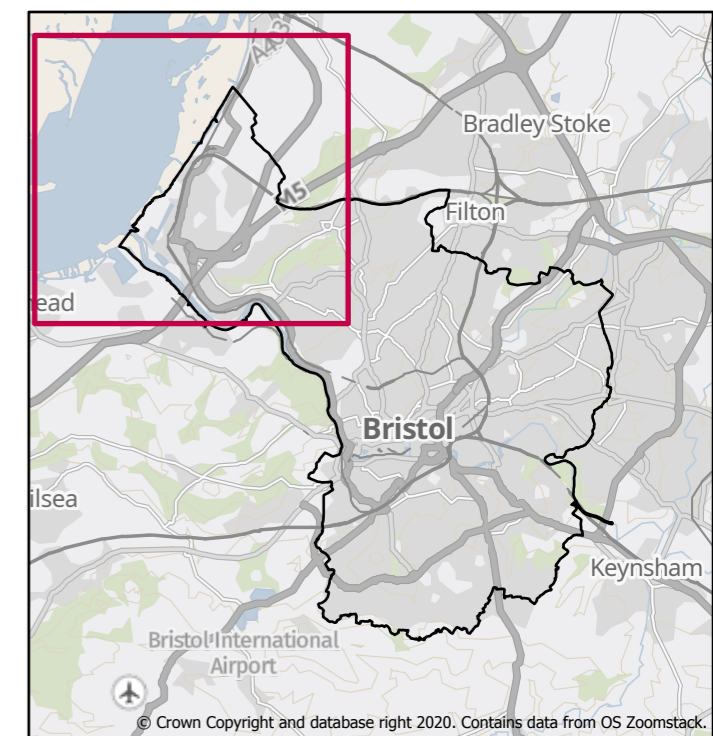 A403
Bradley Stoke
M5
Filton
ead
Bristol
ilsea
Keynsham
Bristol International
Airport
© Crown Copyright and database right 2020. Contains data from OS Zoomstack.